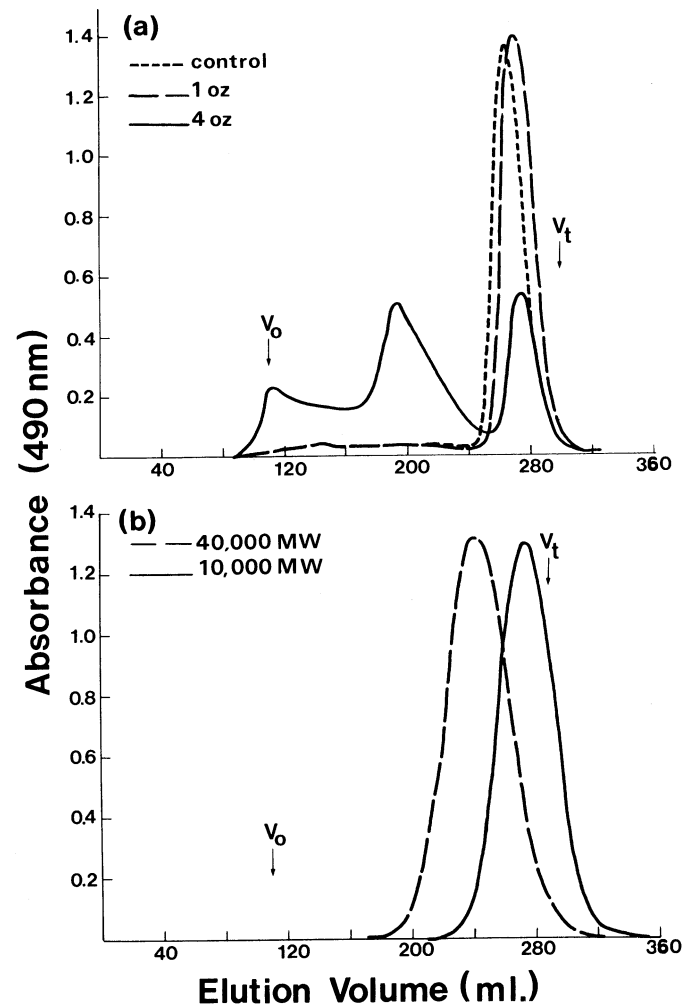 (a)
control
1 oz
4 oz
1.4
1.2
1.0
0.8
0.6
0.4
0.2
Vo
Vt
40 120 200 280 360
(b)
40,000 MW
10,000 MW
1.4
1.2
1.0
0.8
0.6
0.4
0.2
Vo
Vt
40 120 200 280 360
Absorbance (490nm)
Elution Volume (ml.)